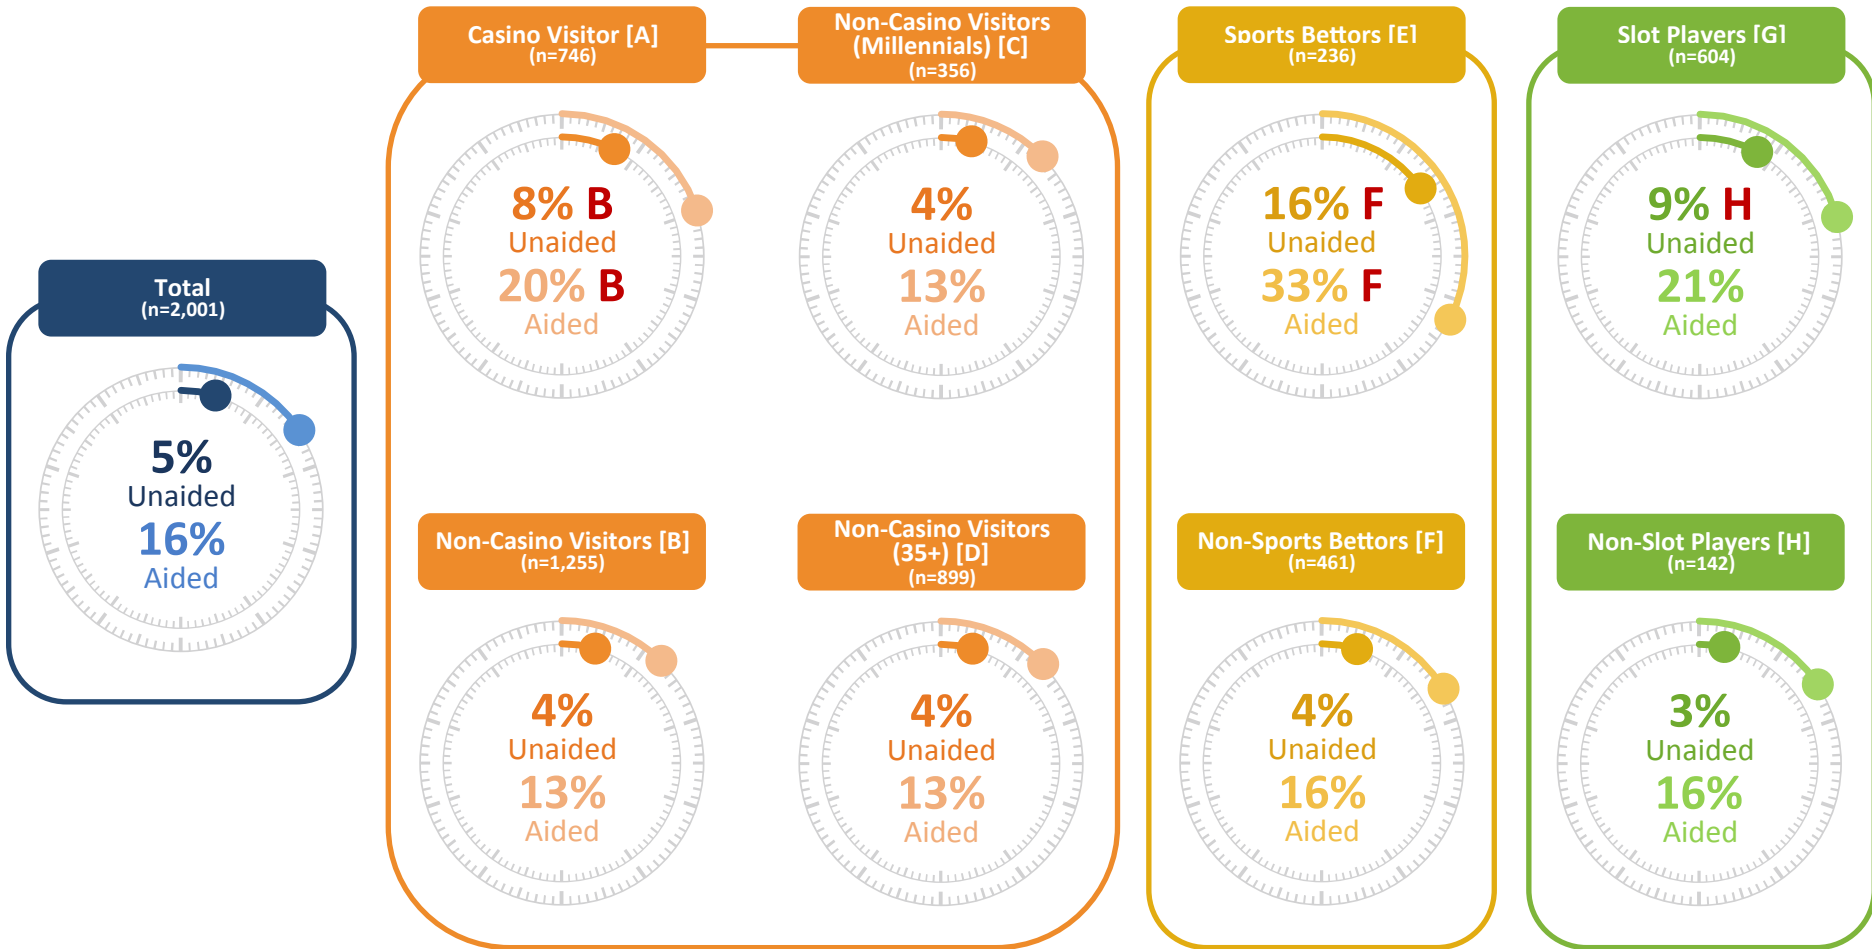 Total
(n=2,001)
5%
Unaided
16%
Aided
Casino Visitor [A]
(n=746)
8% B
Unaided
20% B
Aided
Non-Casino Visitors
(Millennials) [C]
(n=356)
4%
Unaided
13%
Aided
Non-Casino Visitors [B]
(n=1,255)
4%
Unaided
13%
Aided
Non-Casino Visitors
(35+) [D]
(n=899)
4%
Unaided
13%
Aided
Sports Bettors [E]
(n=236)
16% F
Unaided
33% F
Aided
Non-Sports Bettors [F]
(n=461)
4%
Unaided
16%
Aided
Slot Players [G]
(n=604)
9% H
Unaided
21%
Aided
Non-Slot Players [H]
(n=142)
3%
Unaided
16%
Aided